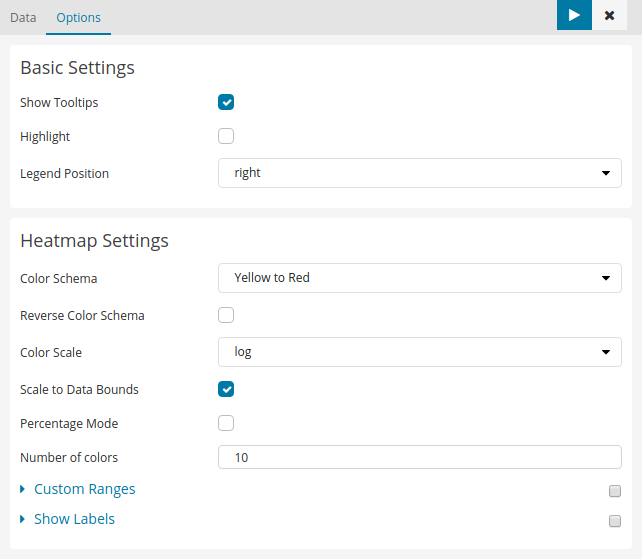 Data Options
Basic Settings
Show Tooltips
Highlight
Legend Position right
Heatmap Settings
Color Schema Yellow to Red
Reverse Color Schema
Color Scale log
Scale to Data Bounds
Percentage Mode
Number of colors 10
Custom Ranges
Show Labels